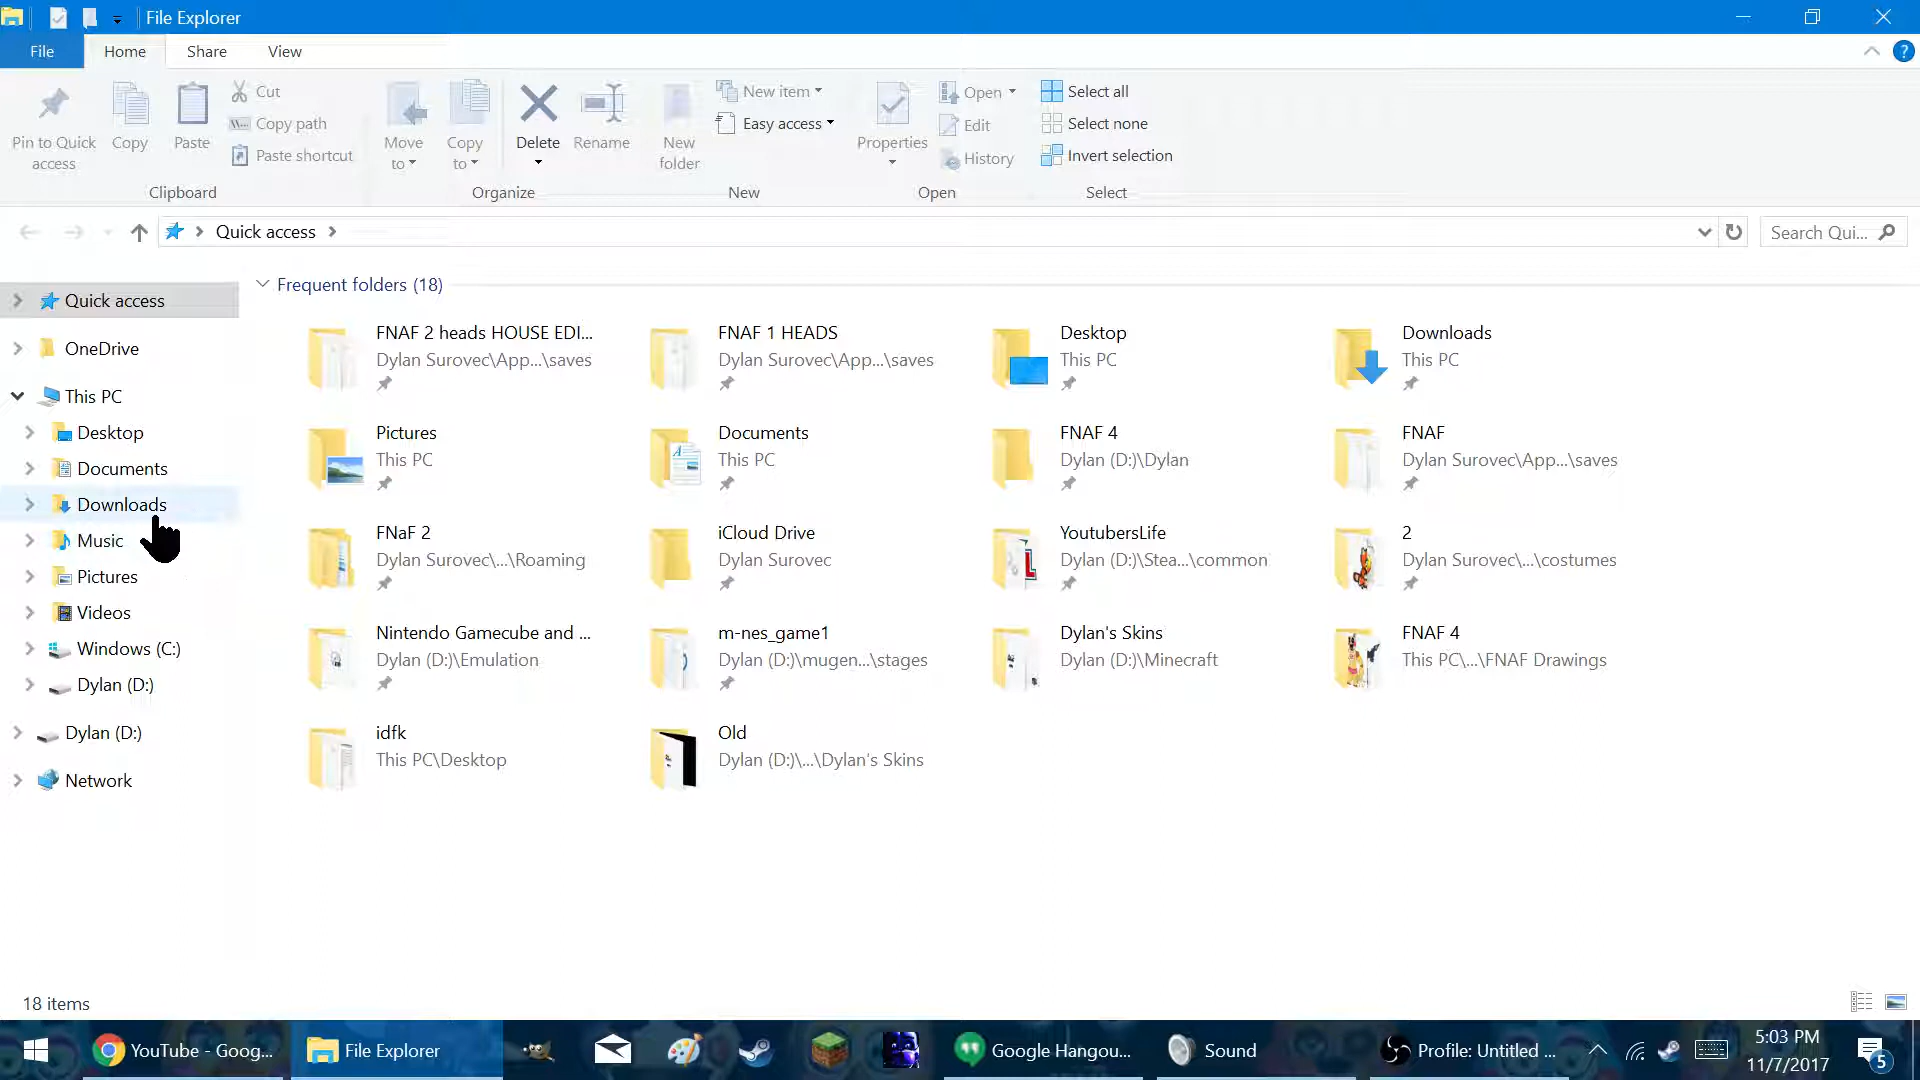 File Explorer
File Home Share View
Pin to Quick access
Copy
Paste
Cut
Copy path
Paste shortcut
Move to
Copy to
Delete
Rename
New folder
New item
Easy access
Properties
Open
Edit
History
Select all
Select none
Invert selection
Clipboard Organize New Open Select
Quick access
Search Qui...
Quick access
OneDrive
This PC
Desktop
Documents
Downloads
Music
Pictures
Videos
Windows (C:)
Dylan (D:)
Dylan (D:)
Network
Frequent folders (18)
FNAF 2 heads HOUSE EDI...
Dylan Surovec\App...\saves
FNAF 1 HEADS
Dylan Surovec\App...\saves
Desktop
This PC
Downloads
This PC
Pictures
This PC
Documents
This PC
FNAF 4
Dylan (D:)\Dylan
FNAF
Dylan Surovec\App...\saves
FNaF 2
Dylan Surovec\...\Roaming
iCloud Drive
Dylan Surovec
YoutubersLife
Dylan (D:)\Stea...\common
2
Dylan Surovec\...\costumes
Nintendo Gamecube and ...
Dylan (D:)\Emulation
m-nes_game1
Dylan (D:)\mugen...\stages
Dylan's Skins
Dylan (D:)\Minecraft
FNAF 4
This PC\...\FNAF Drawings
idfk
This PC\Desktop
Old
Dylan (D:)\...\Dylan's Skins
18 items
YouTube - Goog...
File Explorer
Google Hangou...
Sound
Profile: Untitled ...
5:03 PM
11/7/2017
5